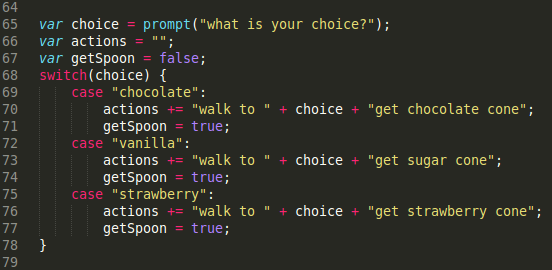 64
65 var choice = prompt("what is your choice?");
66 var actions = "";
67 var getSpoon = false;
68 switch(choice) {
69 case "chocolate":
70 actions += "walk to " + choice + "get chocolate cone";
71 getSpoon = true;
72 case "vanilla":
73 actions += "walk to " + choice + "get sugar cone";
74 getSpoon = true;
75 case "strawberry":
76 actions += "walk to " + choice + "get strawberry cone";
77 getSpoon = true;
78 }
79